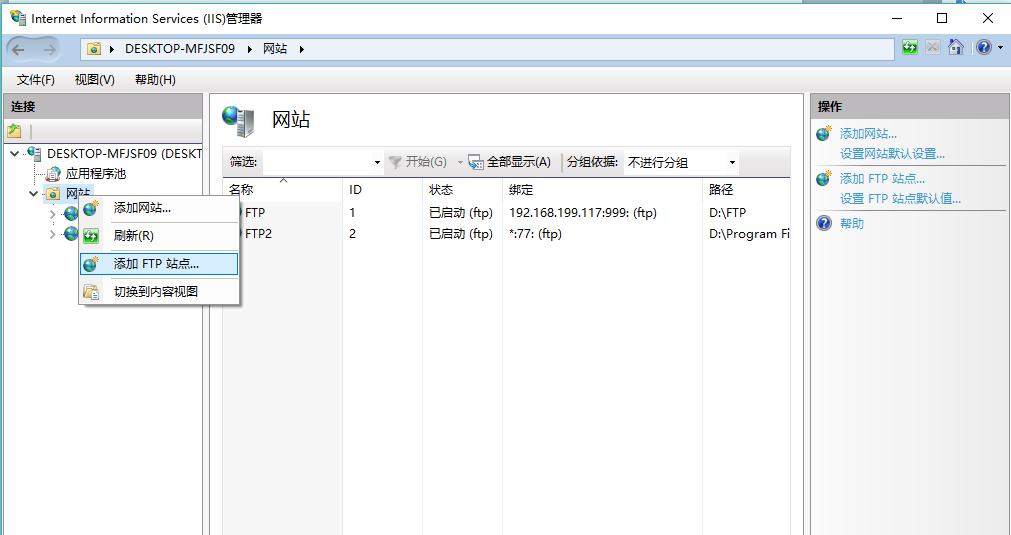 Internet Information Services (IIS)管理器
DESKTOP-MFJSF09 网站
文件(F) 视图(V) 帮助(H)
连接
DESKTOP-MFJSF09 (DESKT
应用程序池
网站
添加网站...
刷新(R)
添加 FTP 站点...
切换到内容视图
网站
筛选: 开始(G) 全部显示(A) 分组依据: 不进行分组
名称 ID 状态 绑定 路径
FTP 1 已启动 (ftp) 192.168.199.117:999: (ftp) D:\FTP
FTP2 2 已启动 (ftp) *:77: (ftp) D:\Program Fi
操作
添加网站...
设置网站默认设置...
添加 FTP 站点...
设置 FTP 站点默认值...
帮助